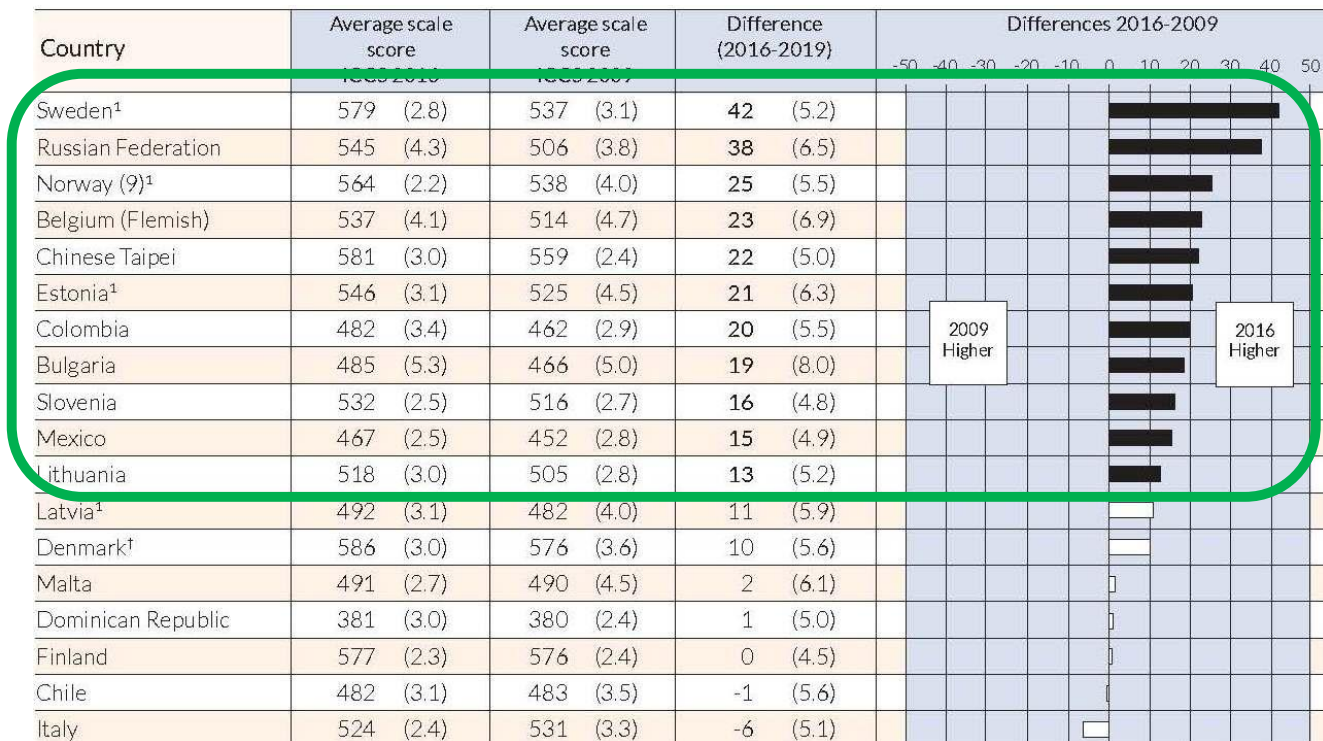 Country Average scale score ICCS 2016 Average scale score ICCS 2009 Difference (2016-2019) Differences 2016-2009
-50 -40 -30 -20 -10 0 10 20 30 40 50
Sweden¹ 579 (2.8) 537 (3.1) 42 (5.2)
Russian Federation 545 (4.3) 506 (3.8) 38 (6.5)
Norway (9)¹ 564 (2.2) 538 (4.0) 25 (5.5)
Belgium (Flemish) 537 (4.1) 514 (4.7) 23 (6.9)
Chinese Taipei 581 (3.0) 559 (2.4) 22 (5.0)
Estonia¹ 546 (3.1) 525 (4.5) 21 (6.3)
Colombia 482 (3.4) 462 (2.9) 20 (5.5)
2009 Higher
2016 Higher
Bulgaria 485 (5.3) 466 (5.0) 19 (8.0)
Slovenia 532 (2.5) 516 (2.7) 16 (4.8)
Mexico 467 (2.5) 452 (2.8) 15 (4.9)
Lithuania 518 (3.0) 505 (2.8) 13 (5.2)
Latvia¹ 492 (3.1) 482 (4.0) 11 (5.9)
Denmark† 586 (3.0) 576 (3.6) 10 (5.6)
Malta 491 (2.7) 490 (4.5) 2 (6.1)
Dominican Republic 381 (3.0) 380 (2.4) 1 (5.0)
Finland 577 (2.3) 576 (2.4) 0 (4.5)
Chile 482 (3.1) 483 (3.5) -1 (5.6)
Italy 524 (2.4) 531 (3.3) -6 (5.1)